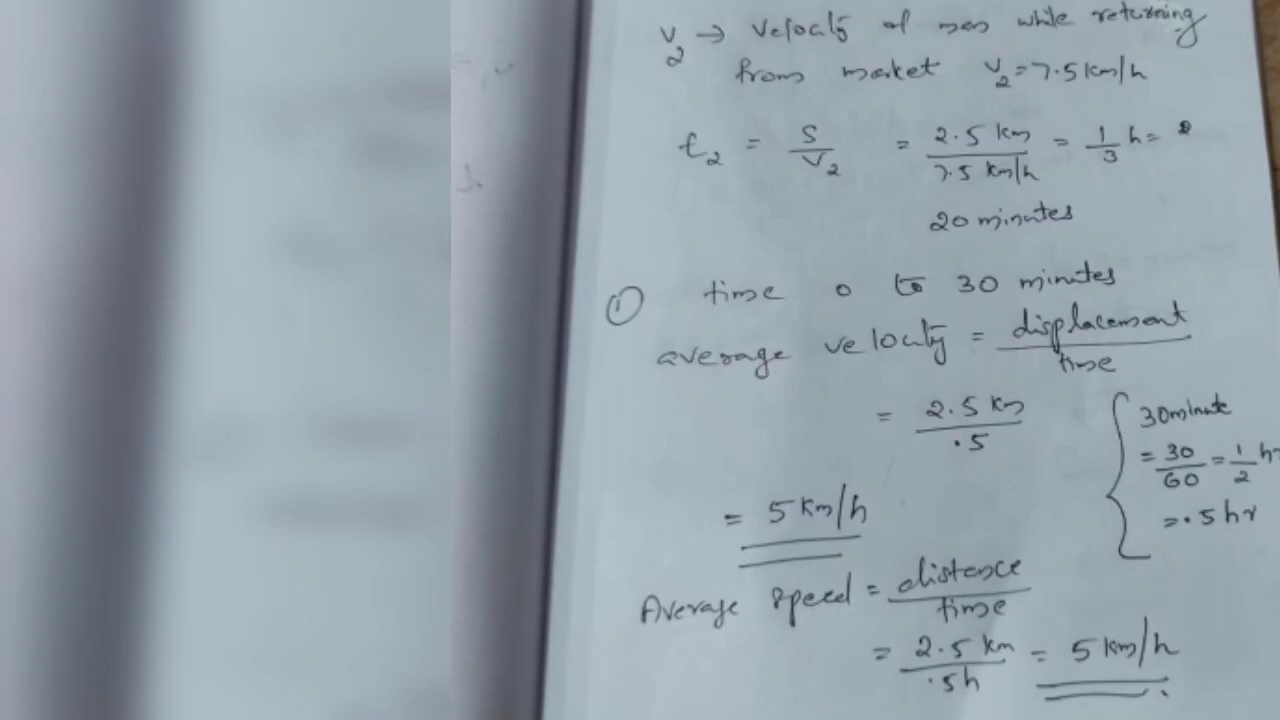 v₂ → velocity of man while returning
from market v₂ = 7.5 km/h
t₂ = S/v₂ = 2.5 km/7.5 km/h = 1/3 h =
20 minutes
① time 0 to 30 minutes
average velocity = displacement/time
= 2.5 km/.5
{ 30 minute
= 30/60 = 1/2 hr
= .5 hr
= 5 km/h
Average speed = distance/time
= 2.5 km/.5h = 5 km/h